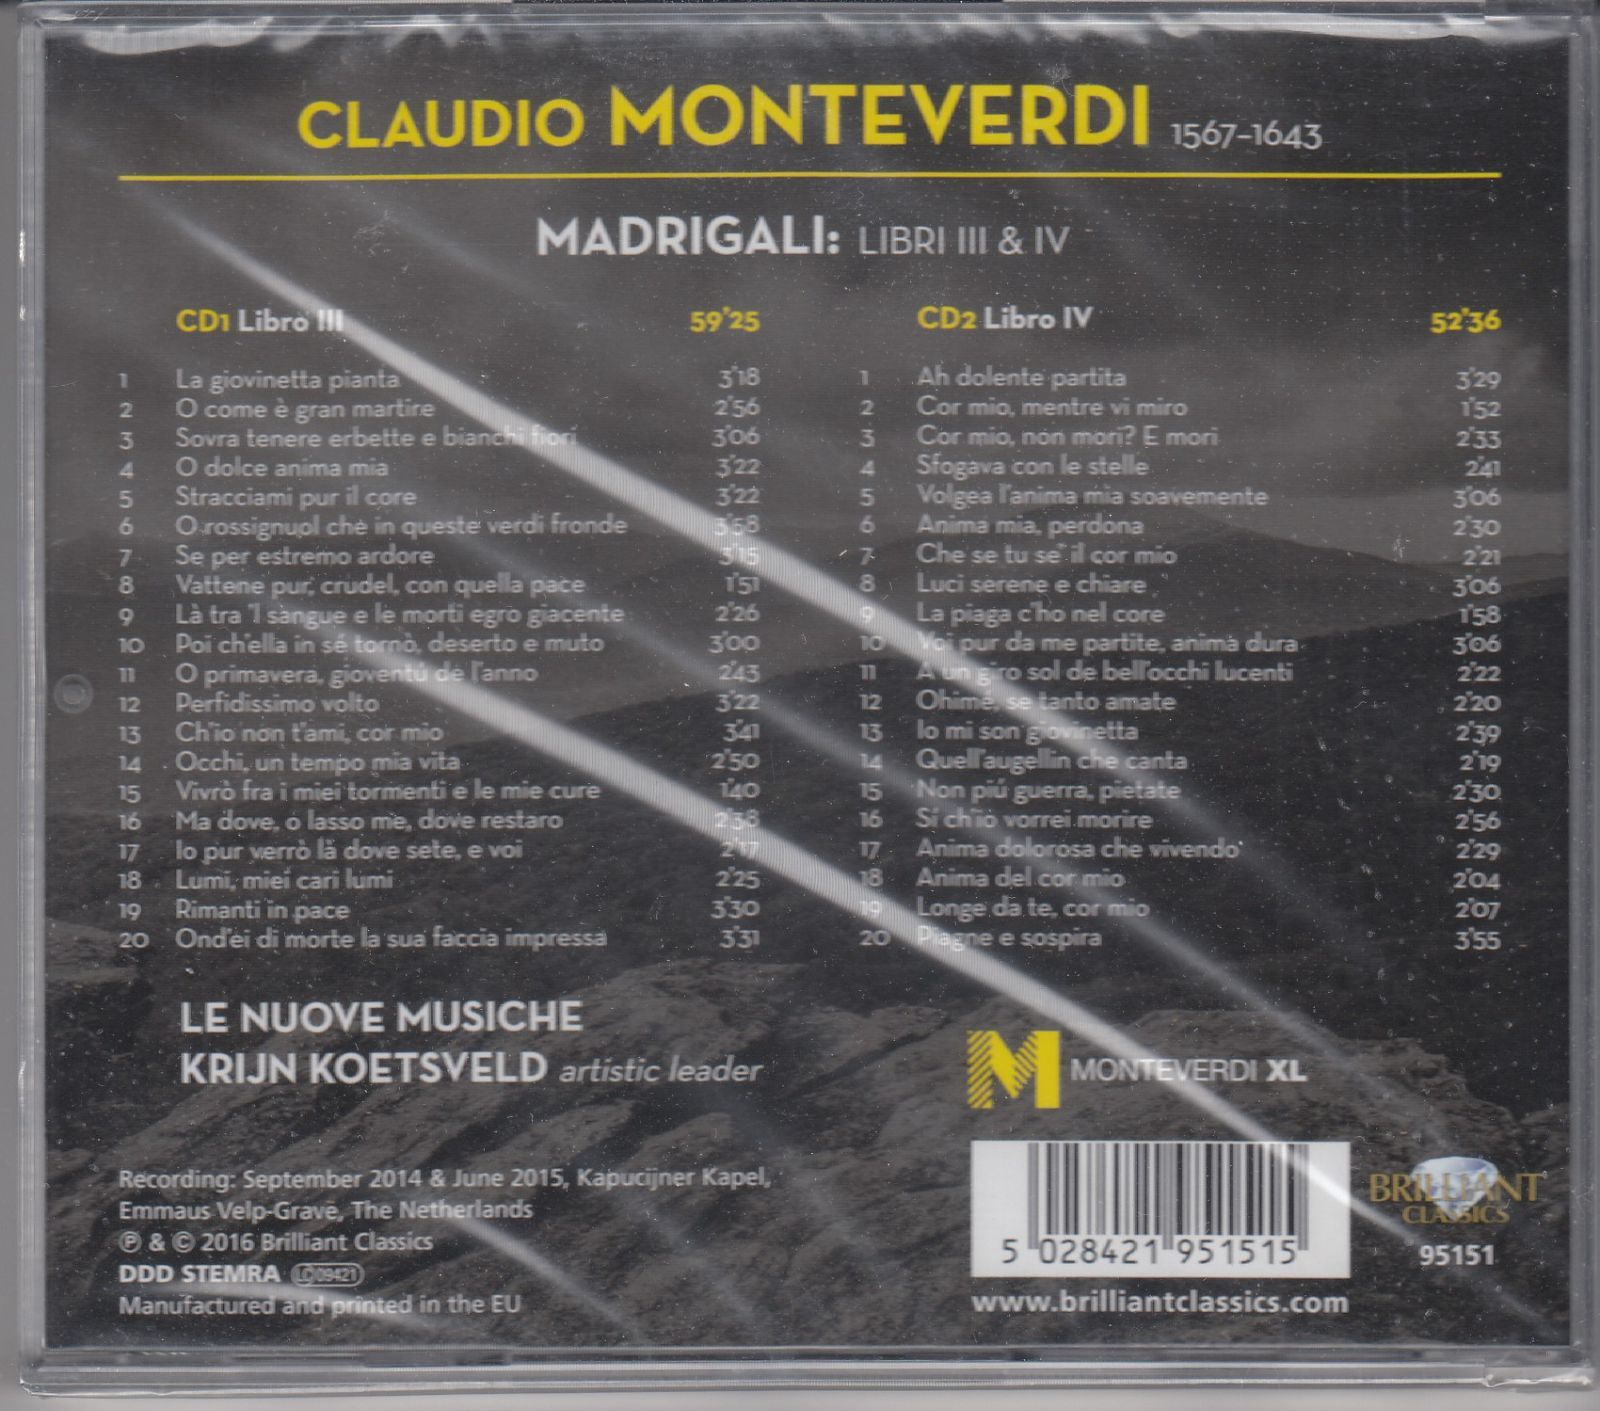 CLAUDIO MONTEVERDI 1567–1643
MADRIGALI: LIBRI III & IV
CD1 Libro III 59'25
1 La giovinetta pianta 3'18
2 O come è gran martire 2'56
3 Sovra tenere erbette e bianchi fiori 3'06
4 O dolce anima mia 3'22
5 Stracciami pur il core 3'22
6 O rossignuol chè in queste verdi fronde 3'58
7 Se per estremo ardore 3'15
8 Vattene pur, crudel, con quella pace 1'51
9 Là tra 'l sangue e le morti egro giacente 2'26
10 Poi ch'ella in sé tornò, deserto e muto 3'00
11 O primavera, gioventú de l'anno 2'43
12 Perfidissimo volto 3'22
13 Ch'io non t'ami, cor mio 3'41
14 Occhi, un tempo mia vita 2'50
15 Vivrò fra i miei tormenti e le mie cure 1'40
16 Ma dove, o lasso me, dove restaro 2'38
17 Io pur verrò là dove sete, e voi 2'17
18 Lumi, miei cari lumi 2'25
19 Rimanti in pace 3'30
20 Ond'ei di morte la sua faccia impressa 3'31
CD2 Libro IV 52'36
1 Ah dolente partita 3'29
2 Cor mio, mentre vi miro 1'52
3 Cor mio, non mori? E mori 2'33
4 Sfogava con le stelle 2'41
5 Volgea l'anima mia soavemente 3'06
6 Anima mia, perdona 2'30
7 Che se tu se' il cor mio 2'21
8 Luci serene e chiare 3'06
9 La piaga c'ho nel core 1'58
10 Voi pur da me partite, anima dura 3'06
11 A un giro sol de bell'occhi lucenti 2'22
12 Ohimé, se tanto amate 2'20
13 Io mi son giovinetta 2'39
14 Quell'augellin che canta 2'19
15 Non piú guerra, pietate 2'30
16 Si ch'io vorrei morire 2'56
17 Anima dolorosa che vivendo 2'29
18 Anima del cor mio 2'04
19 Longe da te, cor mio 2'07
20 Piagne e sospira 3'55
LE NUOVE MUSICHE
KRIJN KOETSVELD artistic leader
M MONTEVERDI XL
Recording: September 2014 & June 2015, Kapucijner Kapel,
Emmaus Velp-Grave, The Netherlands
℗ & © 2016 Brilliant Classics
DDD STEMRA LC 09421
Manufactured and printed in the EU
5 028421 951515
www.brilliantclassics.com
BRILLIANT
CLASSICS
95151